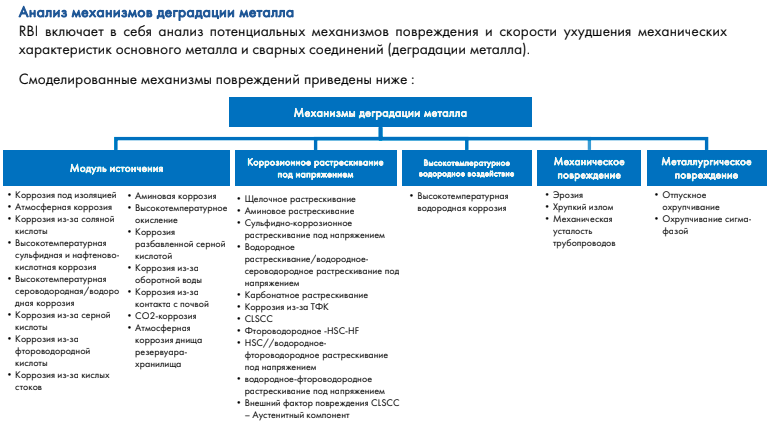 Анализ механизмов деградации металла
RBI включает в себя анализ потенциальных механизмов повреждения и скорости ухудшения механических
характеристик основного металла и сварных соединений (деградации металла).
Смоделированные механизмы повреждений приведены ниже :
Механизмы деградации металла
Модуль истончения
• Коррозия под изоляцией
• Атмосферная коррозия
• Коррозия из-за соляной
кислоты
• Высокотемпературная
сульфидная и нафтеново-
кислотная коррозия
• Высокотемпературная
сероводородная/водоро
дная коррозия
• Коррозия из-за серной
кислоты
• Коррозия из-за
фтороводородной
кислоты
• Коррозия из-за кислых
стоков
• Аминовая коррозия
• Высокотемпературное
окисление
• Коррозия
разбавленной серной
кислотой
• Коррозия из-за
оборотной воды
• Коррозия из-за
контакта с почвой
• CO2-коррозия
• Атмосферная
коррозия днища
резервуара-
хранилища
Коррозионное растрескивание
под напряжением
• Щелочное растрескивание
• Аминовое растрескивание
• Сульфидно-коррозионное
растрескивание под напряжением
• Водородное
растрескивание/водородное-
сероводородное растрескивание под
напряжением
• Карбонатное растрескивание
• Коррозия из-за ТФК
• CLSCC
• Фтороводородное -HSC-HF
• HSC//водородное-
фтороводородное растрескивание
под напряжением
• водородное-фтороводородное
растрескивание под напряжением
• Внешний фактор повреждения CLSCC
– Аустенитный компонент
Высокотемпературное
водородное воздействие
• Высокотемпературная
водородная коррозия
Механическое
повреждение
• Эрозия
• Хрупкий излом
• Механическая
усталость
трубопроводов
Металлургическое
повреждение
• Отпускное
охрупчивание
• Охрупчивание сигма-
фазой